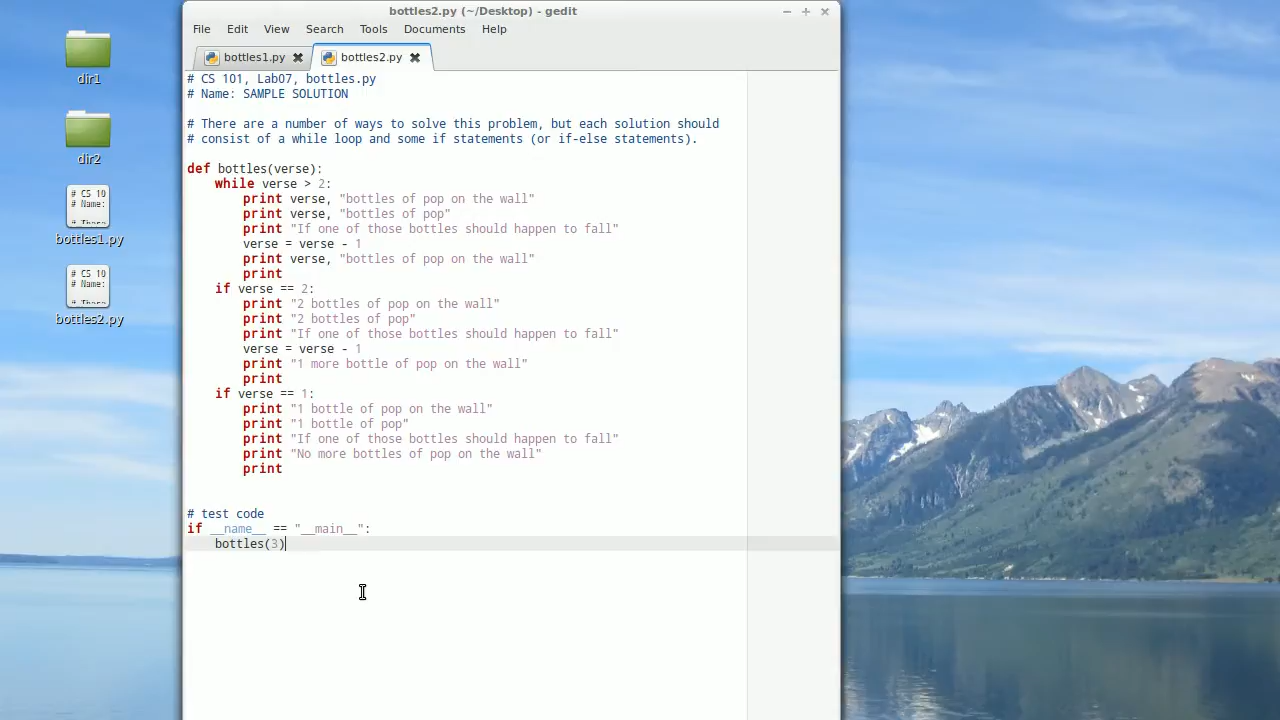 bottles2.py (~/Desktop) - gedit
File Edit View Search Tools Documents Help
bottles1.py bottles2.py
# CS 101, Lab07, bottles.py
# Name: SAMPLE SOLUTION
# There are a number of ways to solve this problem, but each solution should
# consist of a while loop and some if statements (or if-else statements).
def bottles(verse):
    while verse > 2:
        print verse, "bottles of pop on the wall"
        print verse, "bottles of pop"
        print "If one of those bottles should happen to fall"
        verse = verse - 1
        print verse, "bottles of pop on the wall"
        print
    if verse == 2:
        print "2 bottles of pop on the wall"
        print "2 bottles of pop"
        print "If one of those bottles should happen to fall"
        verse = verse - 1
        print "1 more bottle of pop on the wall"
        print
    if verse == 1:
        print "1 bottle of pop on the wall"
        print "1 bottle of pop"
        print "If one of those bottles should happen to fall"
        print "No more bottles of pop on the wall"
        print
# test code
if __name__ == "__main__":
    bottles(3)
dir1
dir2
# CS 10
# Name:
bottles1.py
# CS 10
# Name:
bottles2.py